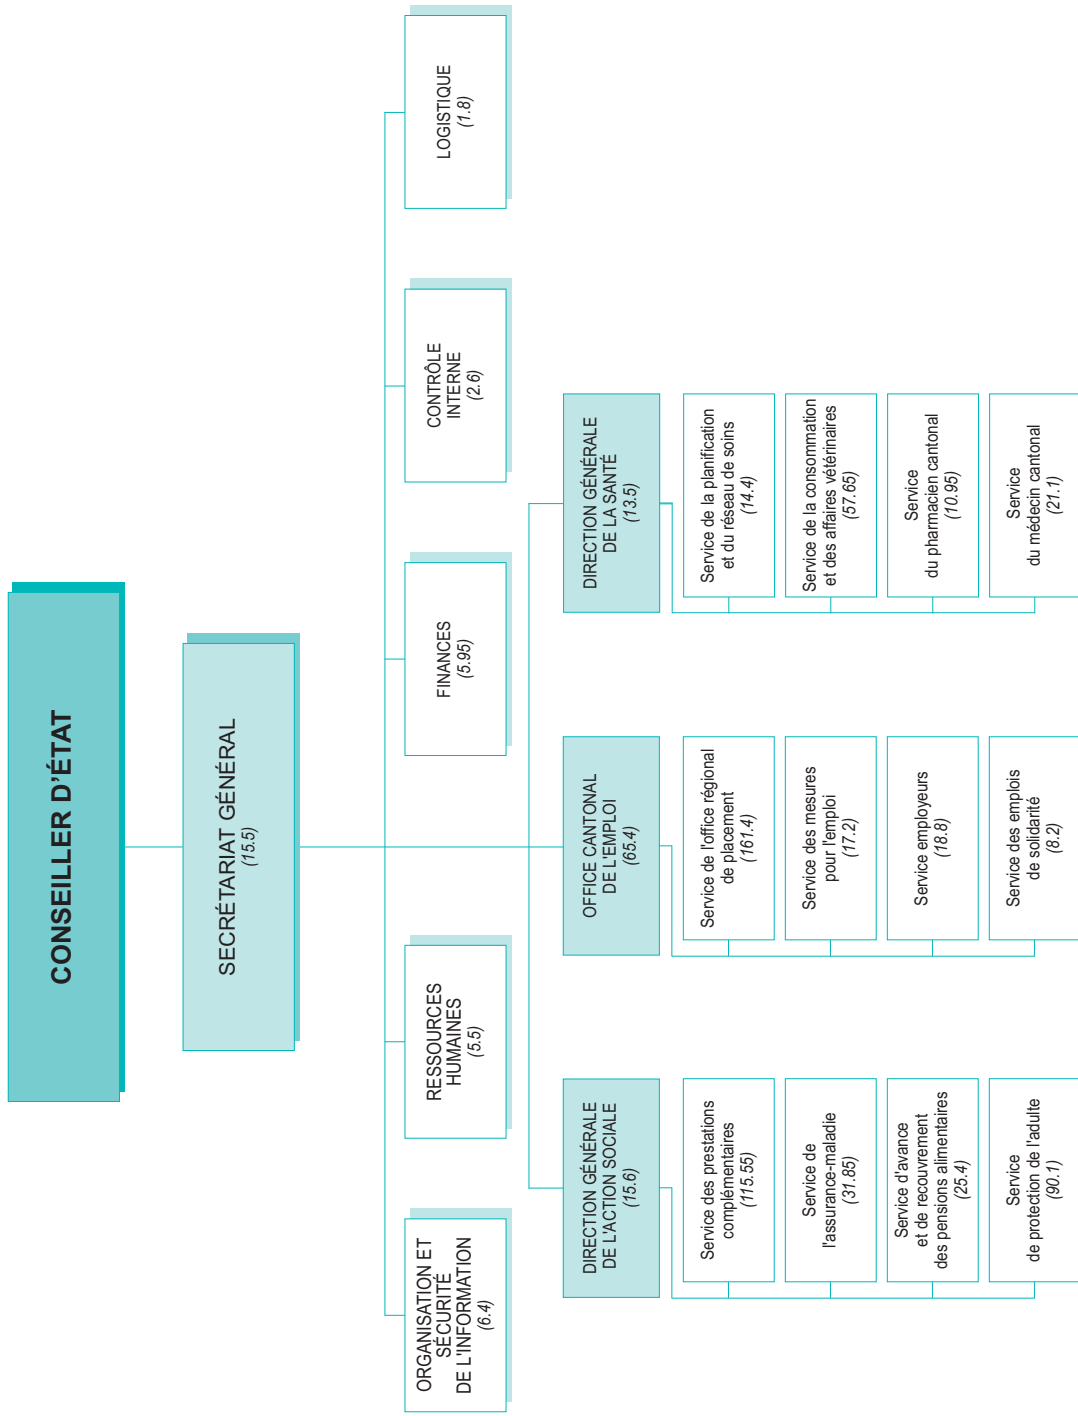 CONSEILLER D'ÉTAT
SECRÉTARIAT GÉNÉRAL
(15.5)
ORGANISATION ET
SÉCURITÉ
DE L'INFORMATION
(6.4)
RESSOURCES
HUMAINES
(5.5)
FINANCES
(5.95)
CONTRÔLE
INTERNE
(2.6)
LOGISTIQUE
(1.8)
DIRECTION GÉNÉRALE
DE L'ACTION SOCIALE
(15.6)
Service des prestations
complémentaires
(115.55)
Service de
l'assurance-maladie
(31.85)
Service d'avance
et de recouvrement
des pensions alimentaires
(25.4)
Service
de protection de l'adulte
(90.1)
OFFICE CANTONAL
DE L'EMPLOI
(65.4)
Service de l'office régional
de placement
(161.4)
Service des mesures
pour l'emploi
(17.2)
Service employeurs
(18.8)
Service des emplois
de solidarité
(8.2)
DIRECTION GÉNÉRALE
DE LA SANTÉ
(13.5)
Service de la planification
et du réseau de soins
(14.4)
Service de la consommation
et des affaires vétérinaires
(57.65)
Service
du pharmacien cantonal
(10.95)
Service
du médecin cantonal
(21.1)